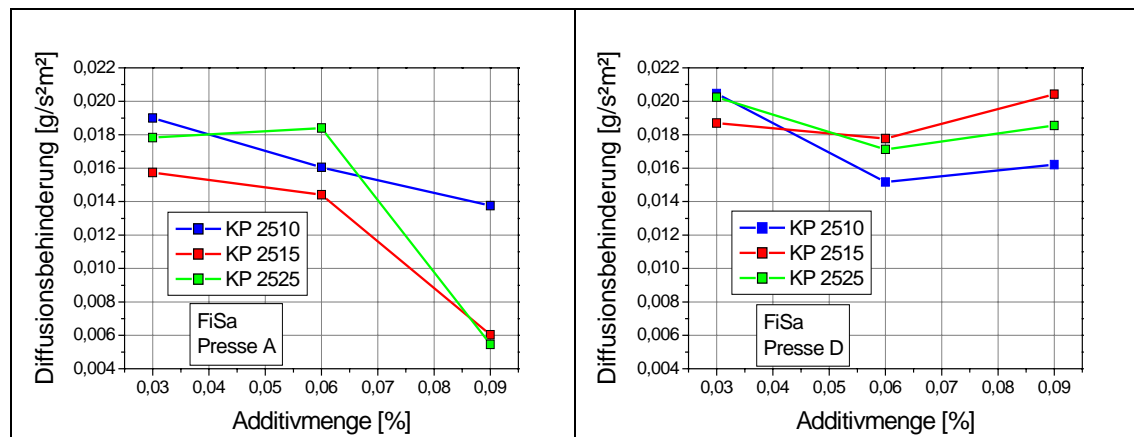 Diffusionsbehinderung [g/s²m²]
0,022
0,020
0,018
0,016
0,014
0,012
0,010
0,008
0,006
0,004
KP 2510
KP 2515
KP 2525
FiSa
Presse A
0,03 0,04 0,05 0,06 0,07 0,08 0,09
Additivmenge [%]
Diffusionsbehinderung [g/s²m²]
0,022
0,020
0,018
0,016
0,014
0,012
0,010
0,008
0,006
0,004
KP 2510
KP 2515
KP 2525
FiSa
Presse D
0,03 0,04 0,05 0,06 0,07 0,08 0,09
Additivmenge [%]